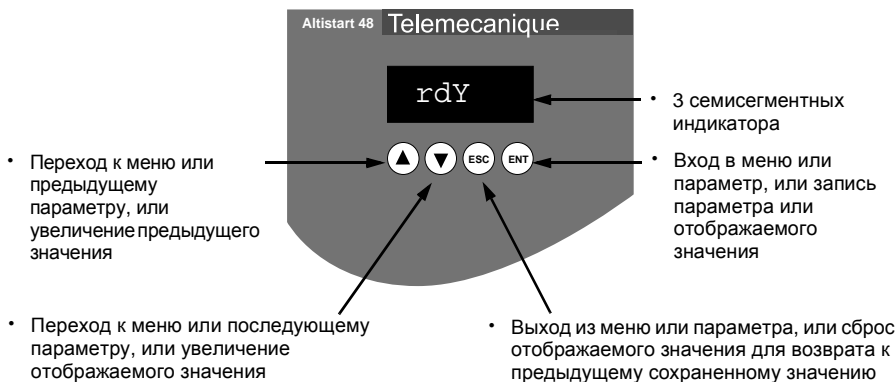 Altistart 48 Telemecanique
rdY
• 3 семисегментных
индикатора
▲ ▼ ESC ENT
• Переход к меню или
предыдущему
параметру, или
увеличение предыдущего
значения
• Вход в меню или
параметр, или запись
параметра или
отображаемого
значения
• Переход к меню или последующему
параметру, или увеличение
отображаемого значения
• Выход из меню или параметра, или сброс
отображаемого значения для возврата к
предыдущему сохраненному значению